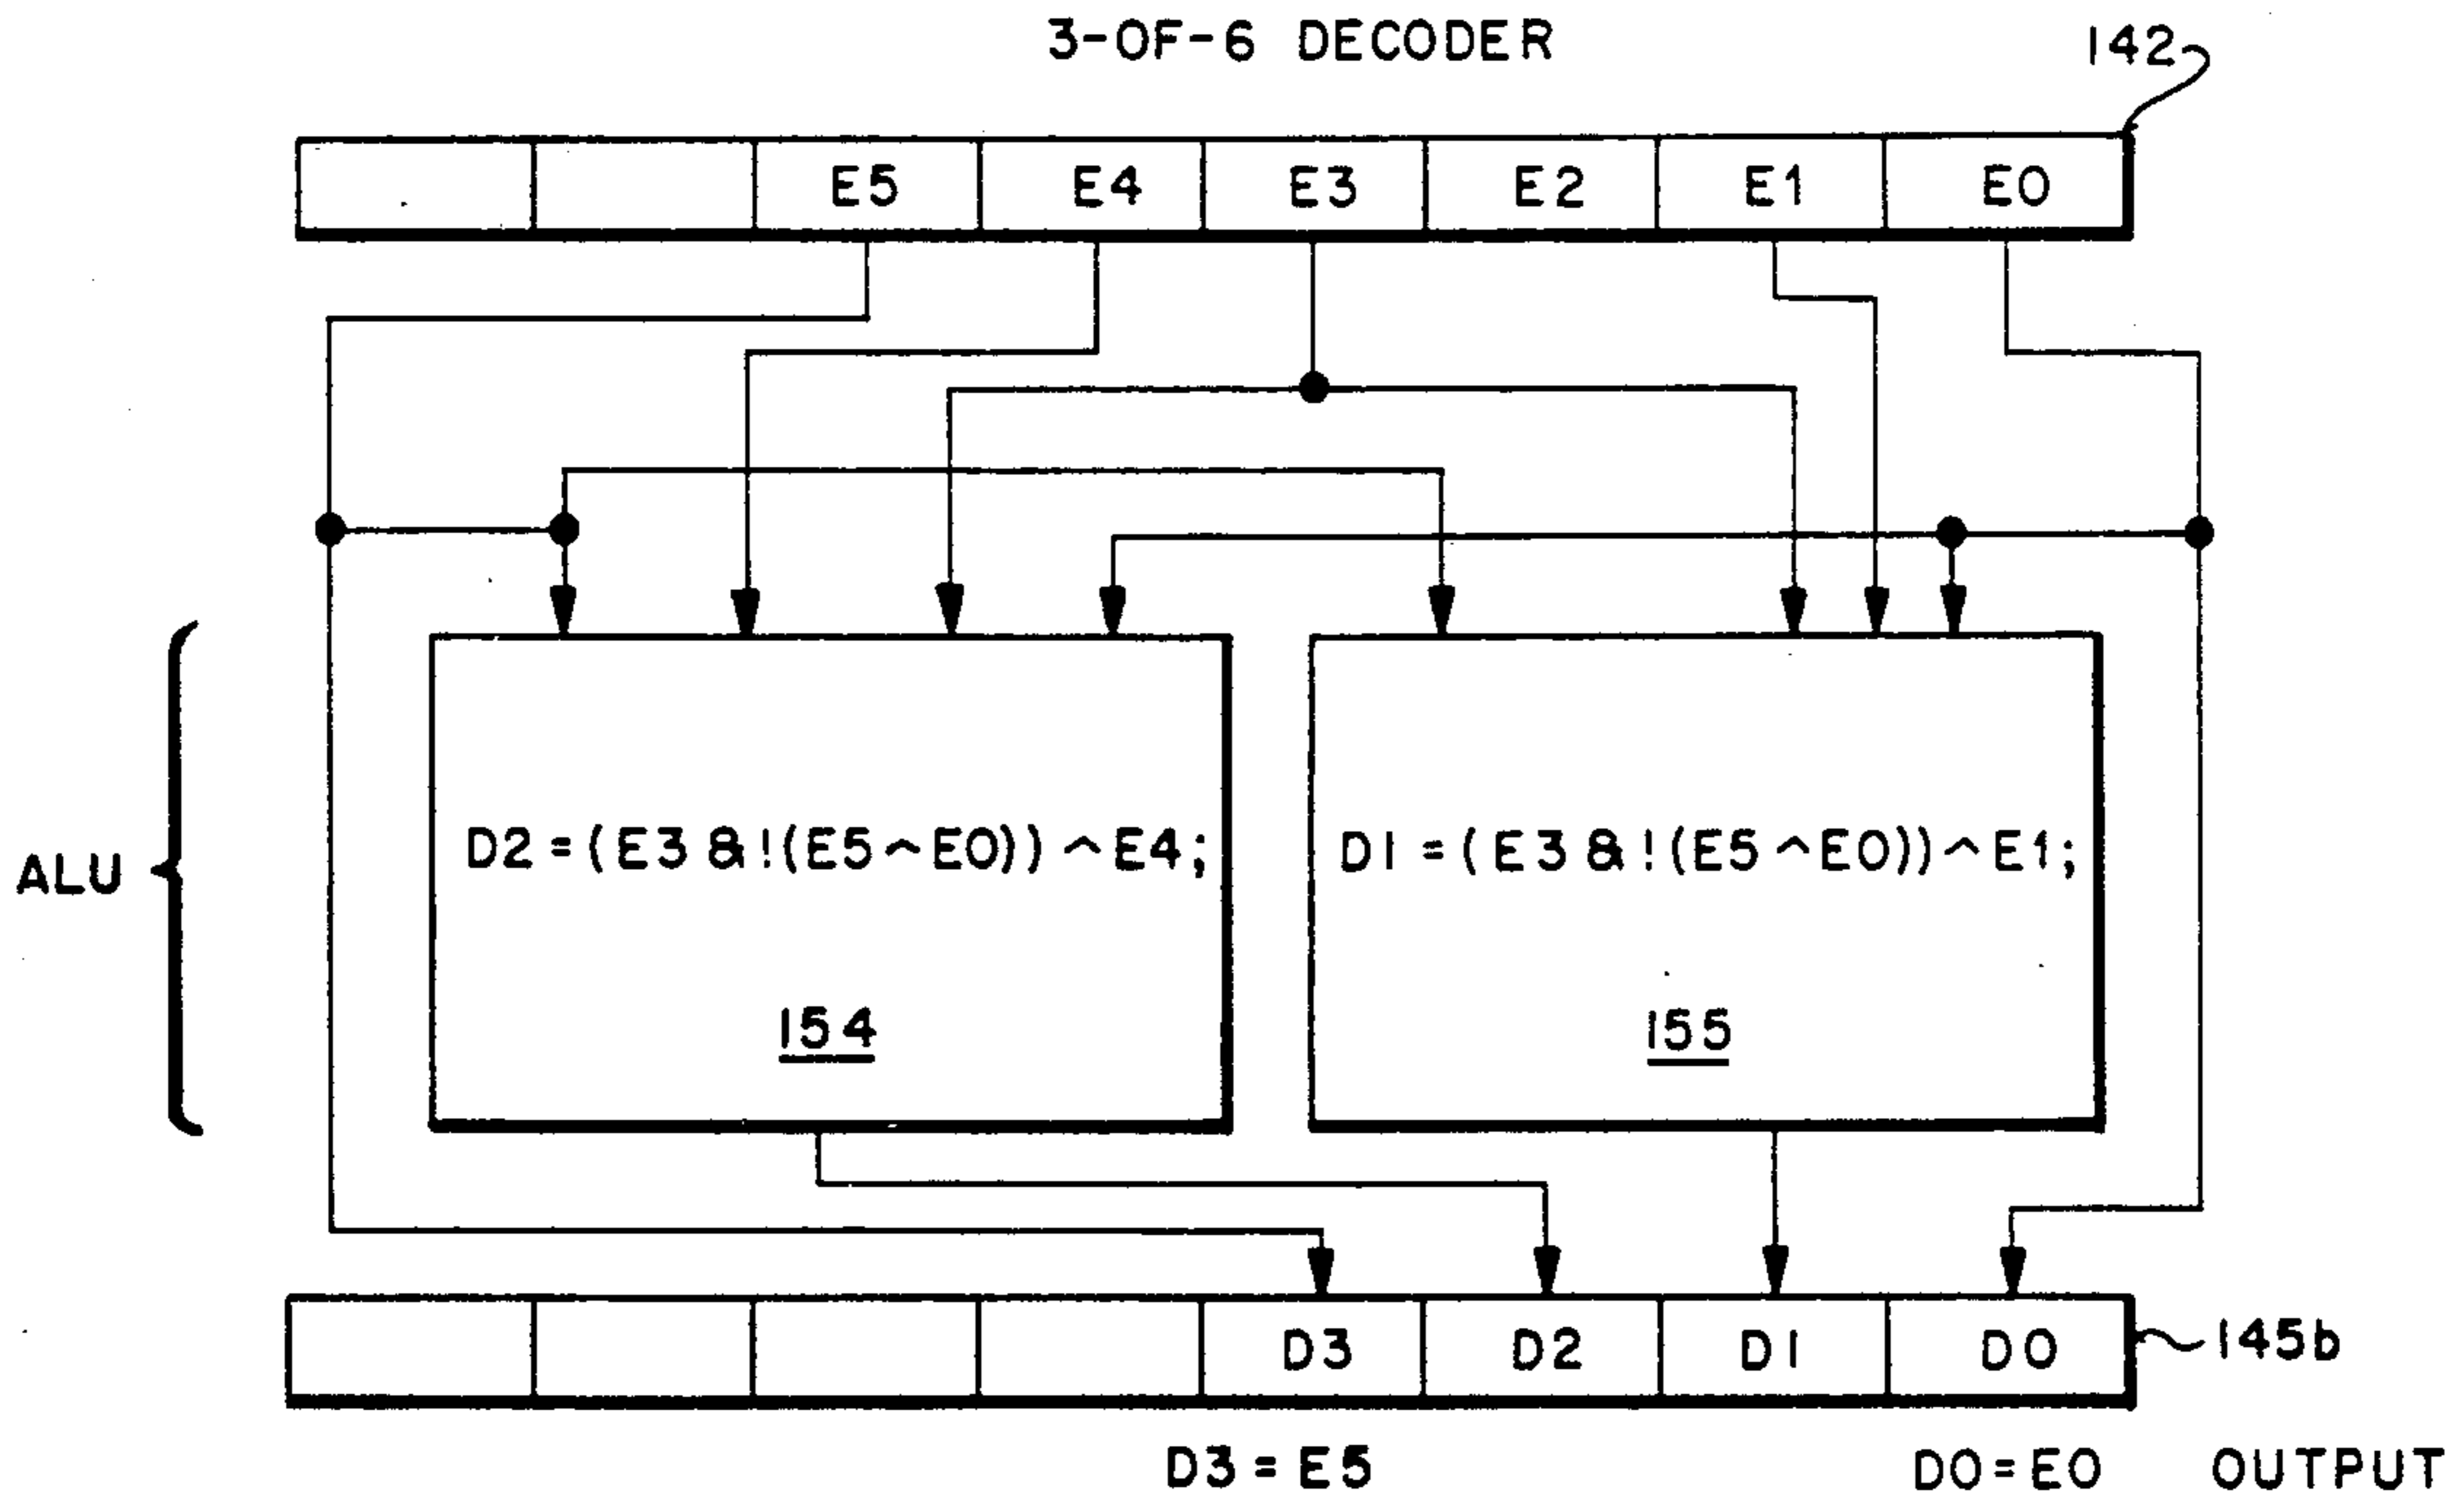 3-OF-6 DECODER
142
E5 E4 E3 E2 E1 E0
ALU
D2=(E3&!(E5^E0))^E4;
D1=(E3&!(E5^E0))^E1;
154
155
D3 D2 D1 D0
145b
D3=E5
D0=E0
OUTPUT